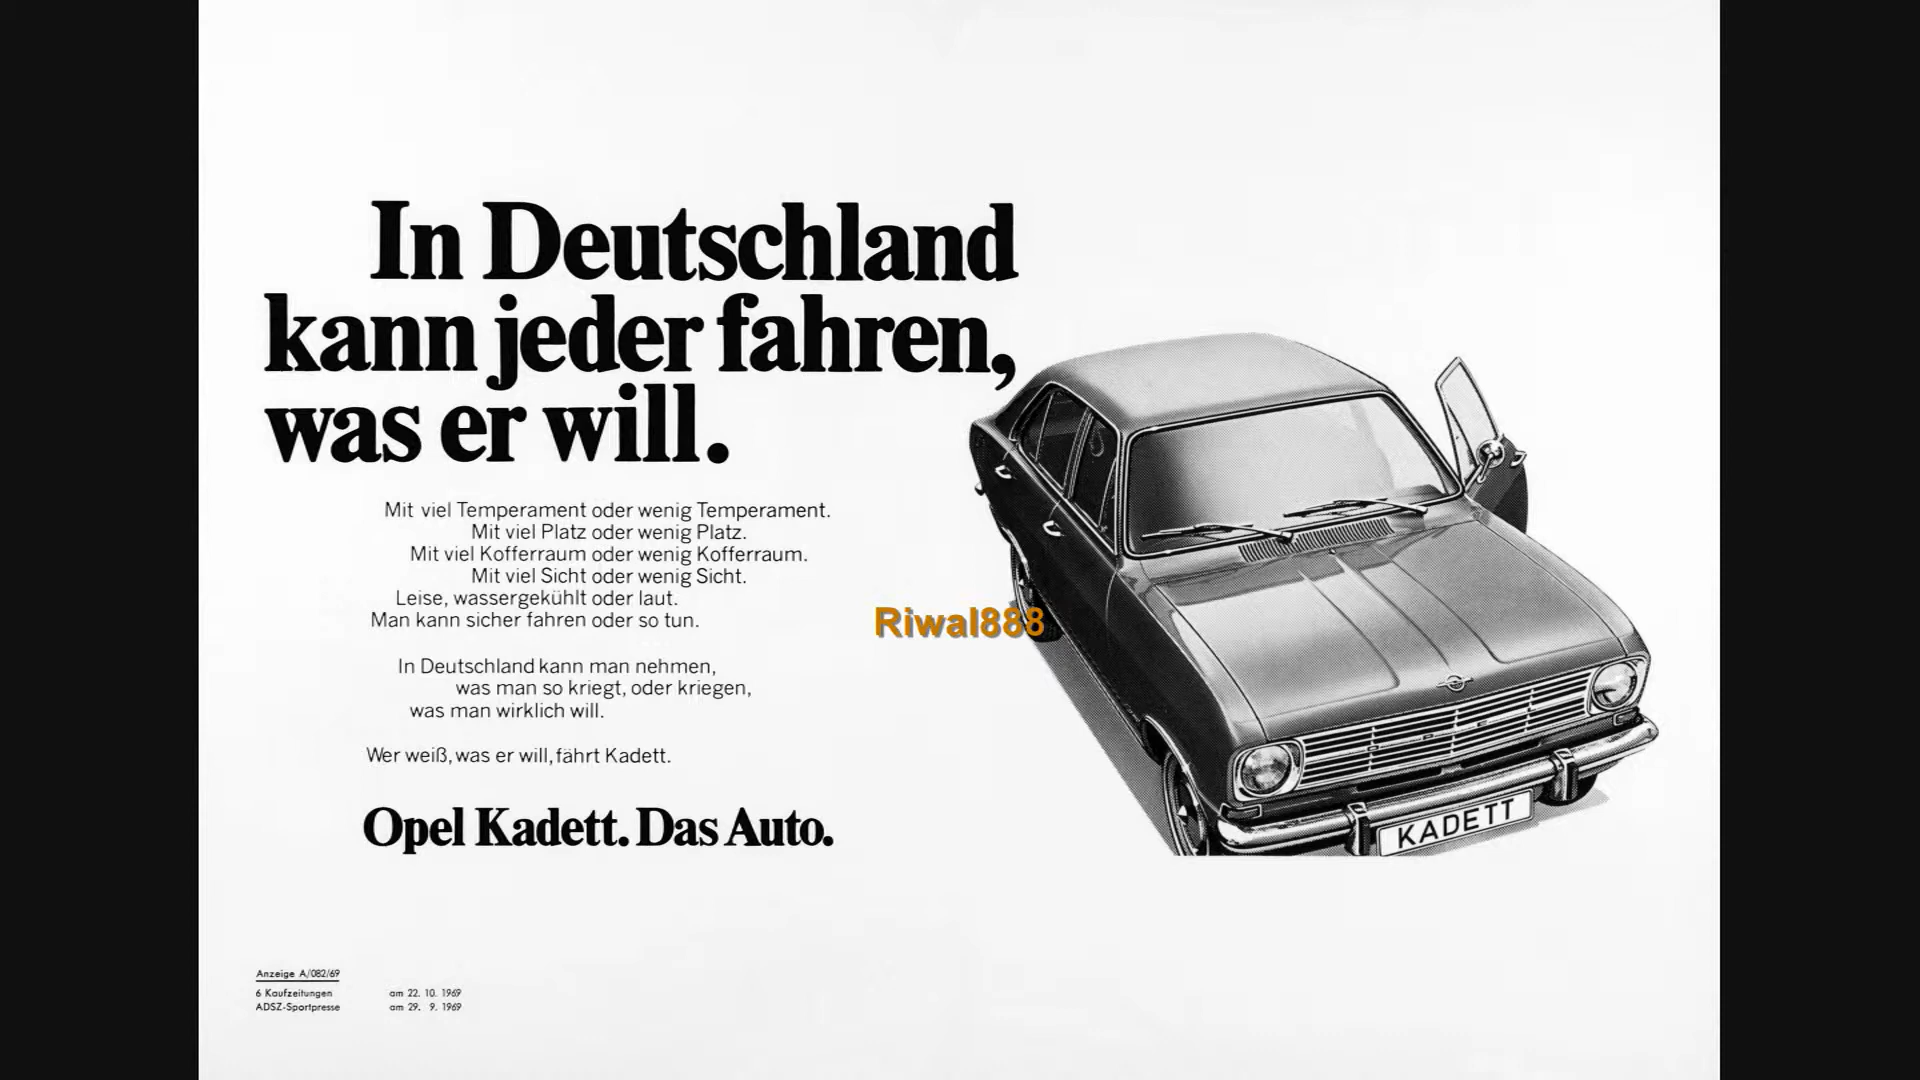 In Deutschland
kann jeder fahren,
was er will.
Mit viel Temperament oder wenig Temperament.
Mit viel Platz oder wenig Platz.
Mit viel Kofferraum oder wenig Kofferraum.
Mit viel Sicht oder wenig Sicht.
Leise, wassergekühlt oder laut.
Man kann sicher fahren oder so tun.
In Deutschland kann man nehmen,
was man so kriegt, oder kriegen,
was man wirklich will.
Wer weiß, was er will, fährt Kadett.
Opel Kadett. Das Auto.
Riwal888
KADETT
Anzeige A/082/69
6 Kaufzeitungen am 22. 10. 1969
ADSZ-Sportpresse am 29. 9. 1969